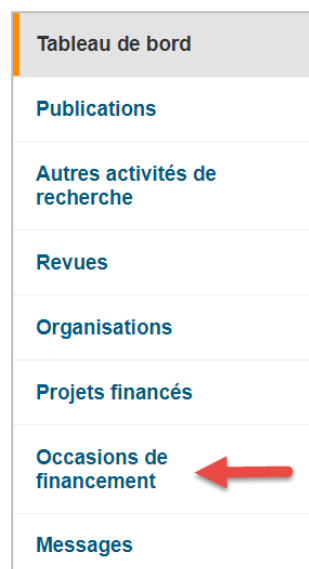 Tableau de bord
Publications
Autres activités de
recherche
Revues
Organisations
Projets financés
Occasions de
financement
Messages